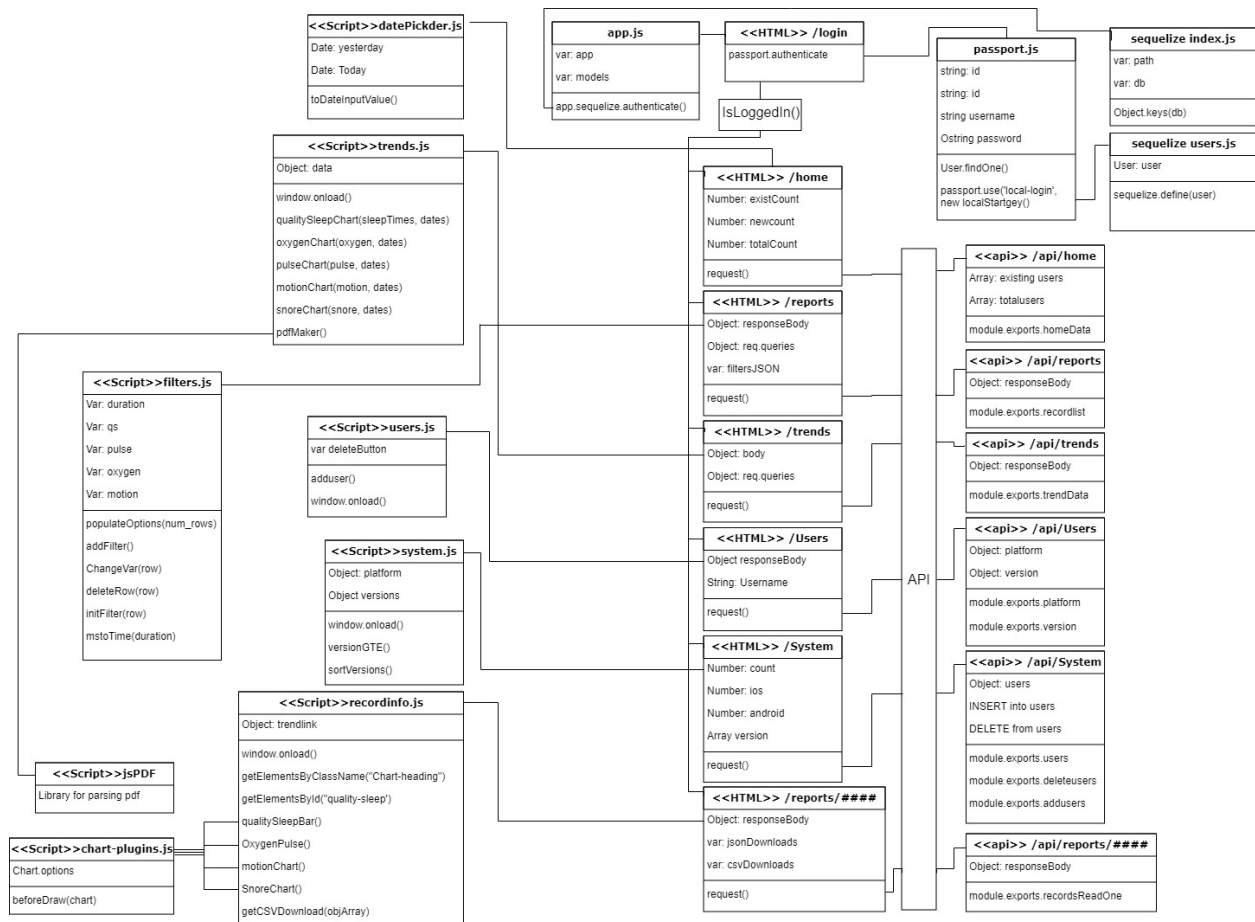 <<Script>>datePickder.js
Date: yesterday
Date: Today
toDateInputValue()
app.js
var: app
var: models
app.sequelize.authenticate()
<<HTML>> /login
passport.authenticate
IsLoggedIn()
passport.js
string: id
string: id
string username
Ostring password
User.findOne()
passport.use('local-login',
new localStartgey()
sequelize index.js
var: path
var: db
Object.keys(db)
sequelize users.js
User: user
sequelize.define(user)
<<Script>>trends.js
Object: data
window.onload()
qualitySleepChart(sleepTimes, dates)
oxygenChart(oxygen, dates)
pulseChart(pulse, dates)
motionChart(motion, dates)
snoreChart(snore, dates)
pdfMaker()
<<HTML>> /home
Number: existCount
Number: newcount
Number: totalCount
request()
<<HTML>> /reports
Object: responseBody
Object: req.queries
var: filtersJSON
request()
<<api>> /api/home
Array: existing users
Array: totalusers
module.exports.homeData
<<api>> /api/reports
Object: responseBody
module.exports.recordlist
<<Script>>filters.js
Var: duration
Var: qs
Var: pulse
Var: oxygen
Var: motion
populateOptions(num_rows)
addFilter()
ChangeVar(row)
deleteRow(row)
initFilter(row)
mstoTime(duration)
<<Script>>users.js
var deleteButton
adduser()
window.onload()
<<HTML>> /trends
Object: body
Object: req.queries
request()
<<api>> /api/trends
Object: responseBody
module.exports.trendData
<<Script>>system.js
Object: platform
Object versions
window.onload()
versionGTE()
sortVersions()
<<HTML>> /Users
Object responseBody
String: Username
request()
API
<<api>> /api/Users
Object: platform
Object: version
module.exports.platform
module.exports.version
<<HTML>> /System
Number: count
Number: ios
Number: android
Array version
request()
<<api>> /api/System
Object: users
INSERT into users
DELETE from users
module.exports.users
module.exports.deleteusers
module.exports.addusers
<<Script>>recordinfo.js
Object: trendlink
window.onload()
getElementsByClassName("Chart-heading")
getElementsById("quality-sleep')
qualitySleepBar()
OxygenPulse()
motionChart()
SnoreChart()
getCSVDownload(objArray)
<<Script>>jsPDF
Library for parsing pdf
<<Script>>chart-plugins.js
Chart.options
beforeDraw(chart)
<<HTML>> /reports/####
Object: responseBody
var: jsonDownloads
var: csvDownloads
request()
<<api>> /api/reports/####
Object: responseBody
module.exports.recordsReadOne